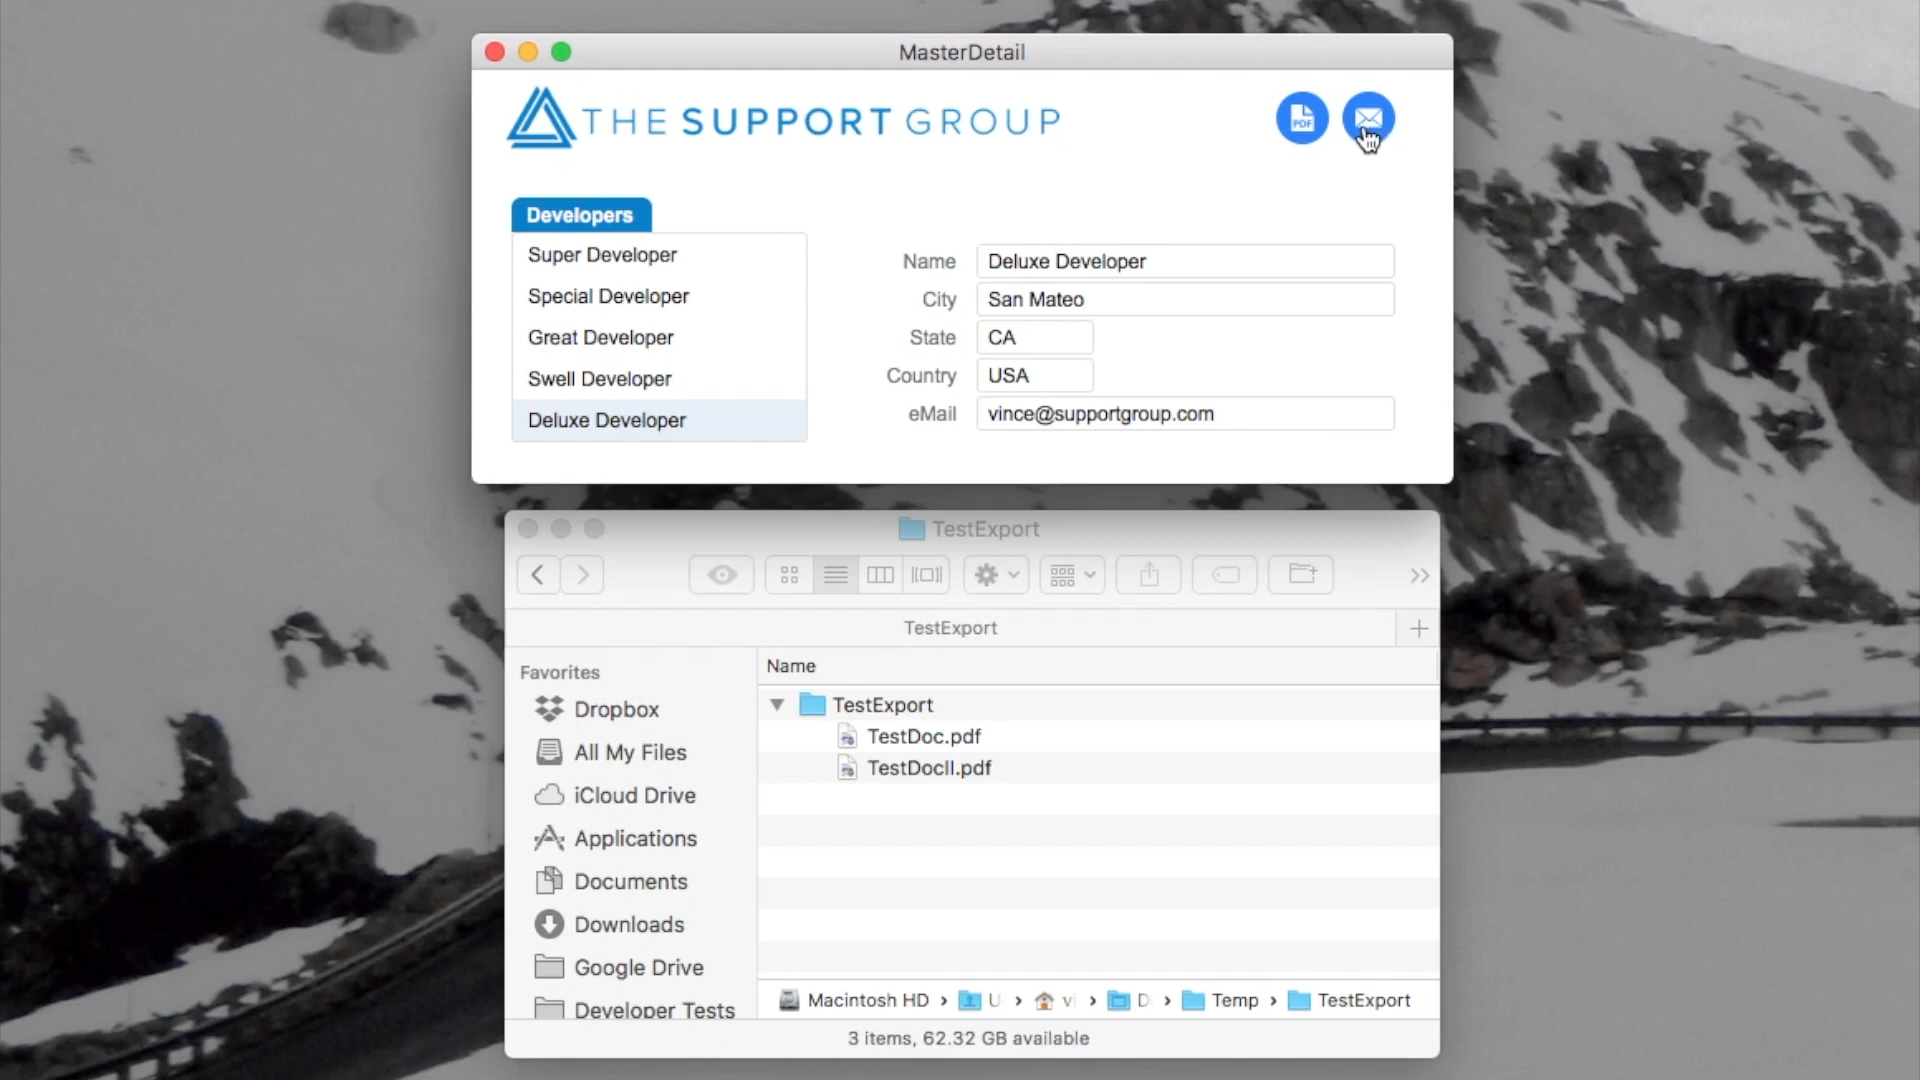 MasterDetail
THE SUPPORT GROUP
PDF
Developers
Super Developer
Special Developer
Great Developer
Swell Developer
Deluxe Developer
Name Deluxe Developer
City San Mateo
State CA
Country USA
eMail vince@supportgroup.com
TestExport
TestExport
Favorites
Dropbox
All My Files
iCloud Drive
Applications
Documents
Downloads
Google Drive
Developer Tests
Name
TestExport
TestDoc.pdf
TestDocII.pdf
Macintosh HD › U › vi › D › Temp › TestExport
3 items, 62.32 GB available